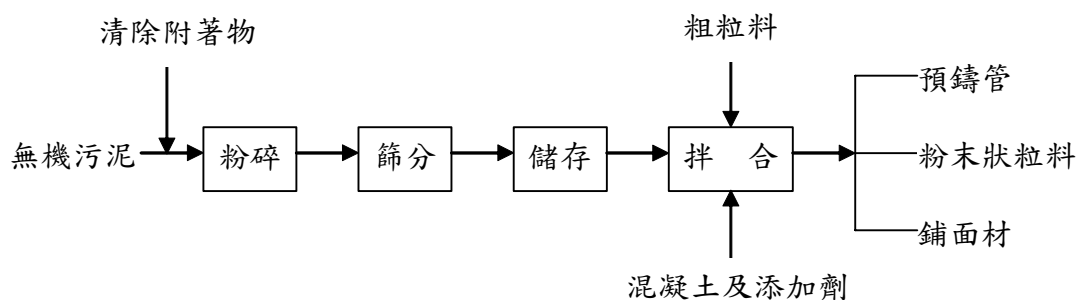 清除附著物
粗粒料
預鑄管
無機污泥
粉碎
篩分
儲存
拌 合
粉末狀粒料
鋪面材
混凝土及添加劑